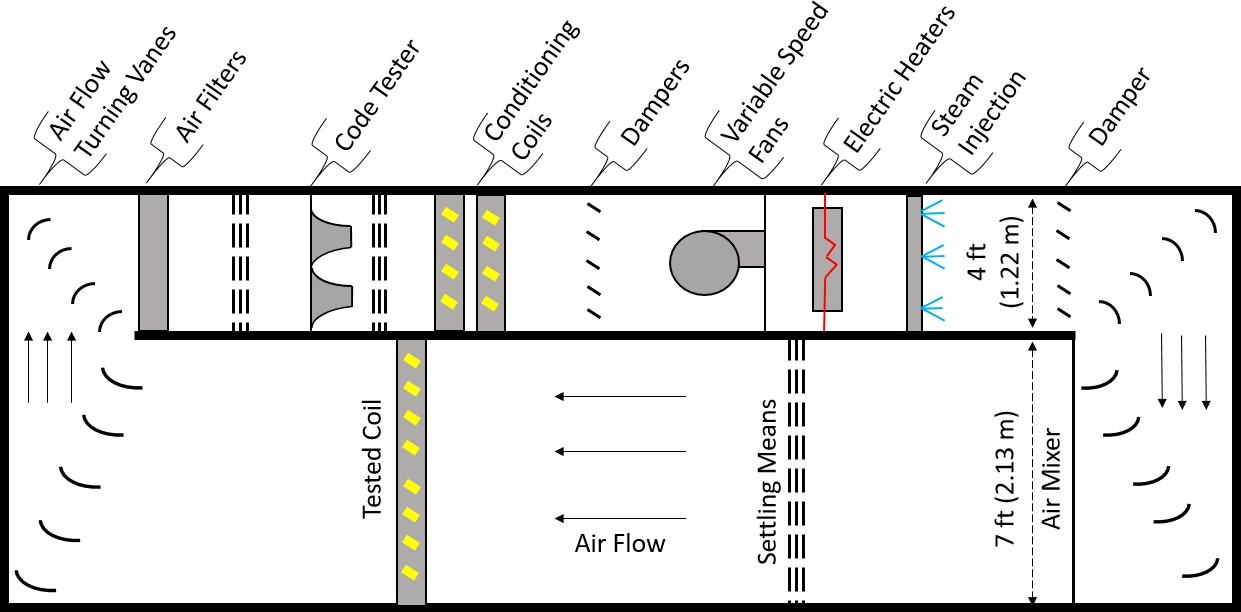 Air Flow
Turning Vanes
Air Filters
Code Tester
Conditioning
Coils
Dampers
Variable Speed
Fans
Electric Heaters
Steam
Injection
Damper
4 ft
(1.22 m)
Tested Coil
Air Flow
Settling Means
7 ft (2.13 m)
Air Mixer